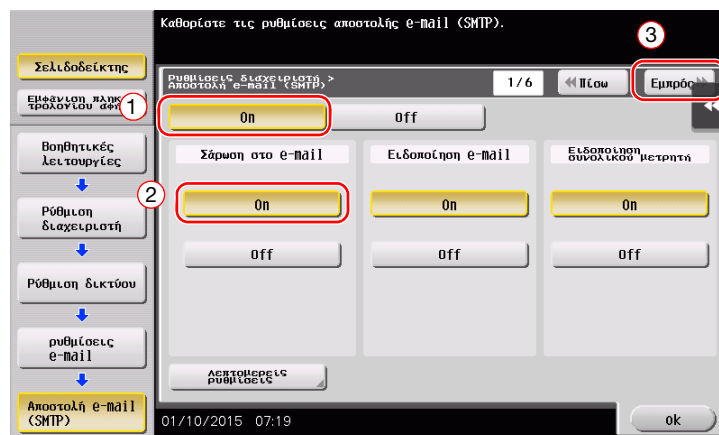 Καθορίστε τις ρυθμίσεις αποστολής e-mail (SMTP).
3
Σελιδοδείκτης
Ρυθμίσεις διαχειριστή >
Αποστολή e-mail (SMTP)
1/6
Πίσω
Εμπρός
Εμφάνιση
1
On
Off
Βοηθητικές
λειτουργίες
Σάρωση στο e-mail
Ειδοποίηση e-mail
Ειδοποίηση
συνολικού μετρητή
2
On
On
On
Ρύθμιση
διαχειριστή
Off
Off
Off
Ρύθμιση δικτύου
ρυθμίσεις
e-mail
Λεπτομερείς
ρυθμίσεις
Αποστολή e-mail
(SMTP)
01/10/2015 07:19
ok